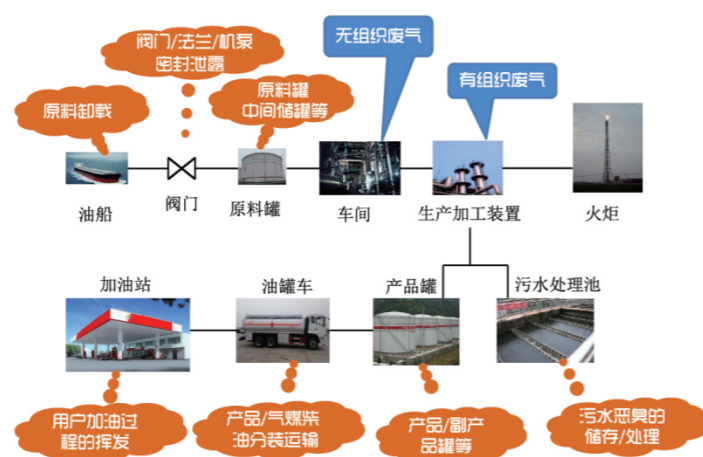 阀门/法兰/机泵
密封泄露
无组织废气
有组织废气
原料卸载
原料罐
中间储罐等
油船
阀门
原料罐
车间
生产加工装置
火炬
加油站
油罐车
产品罐
污水处理池
用户加油过
程的挥发
产品/气煤柴
油分装运输
产品/副产
品罐等
污水恶臭的
储存/处理